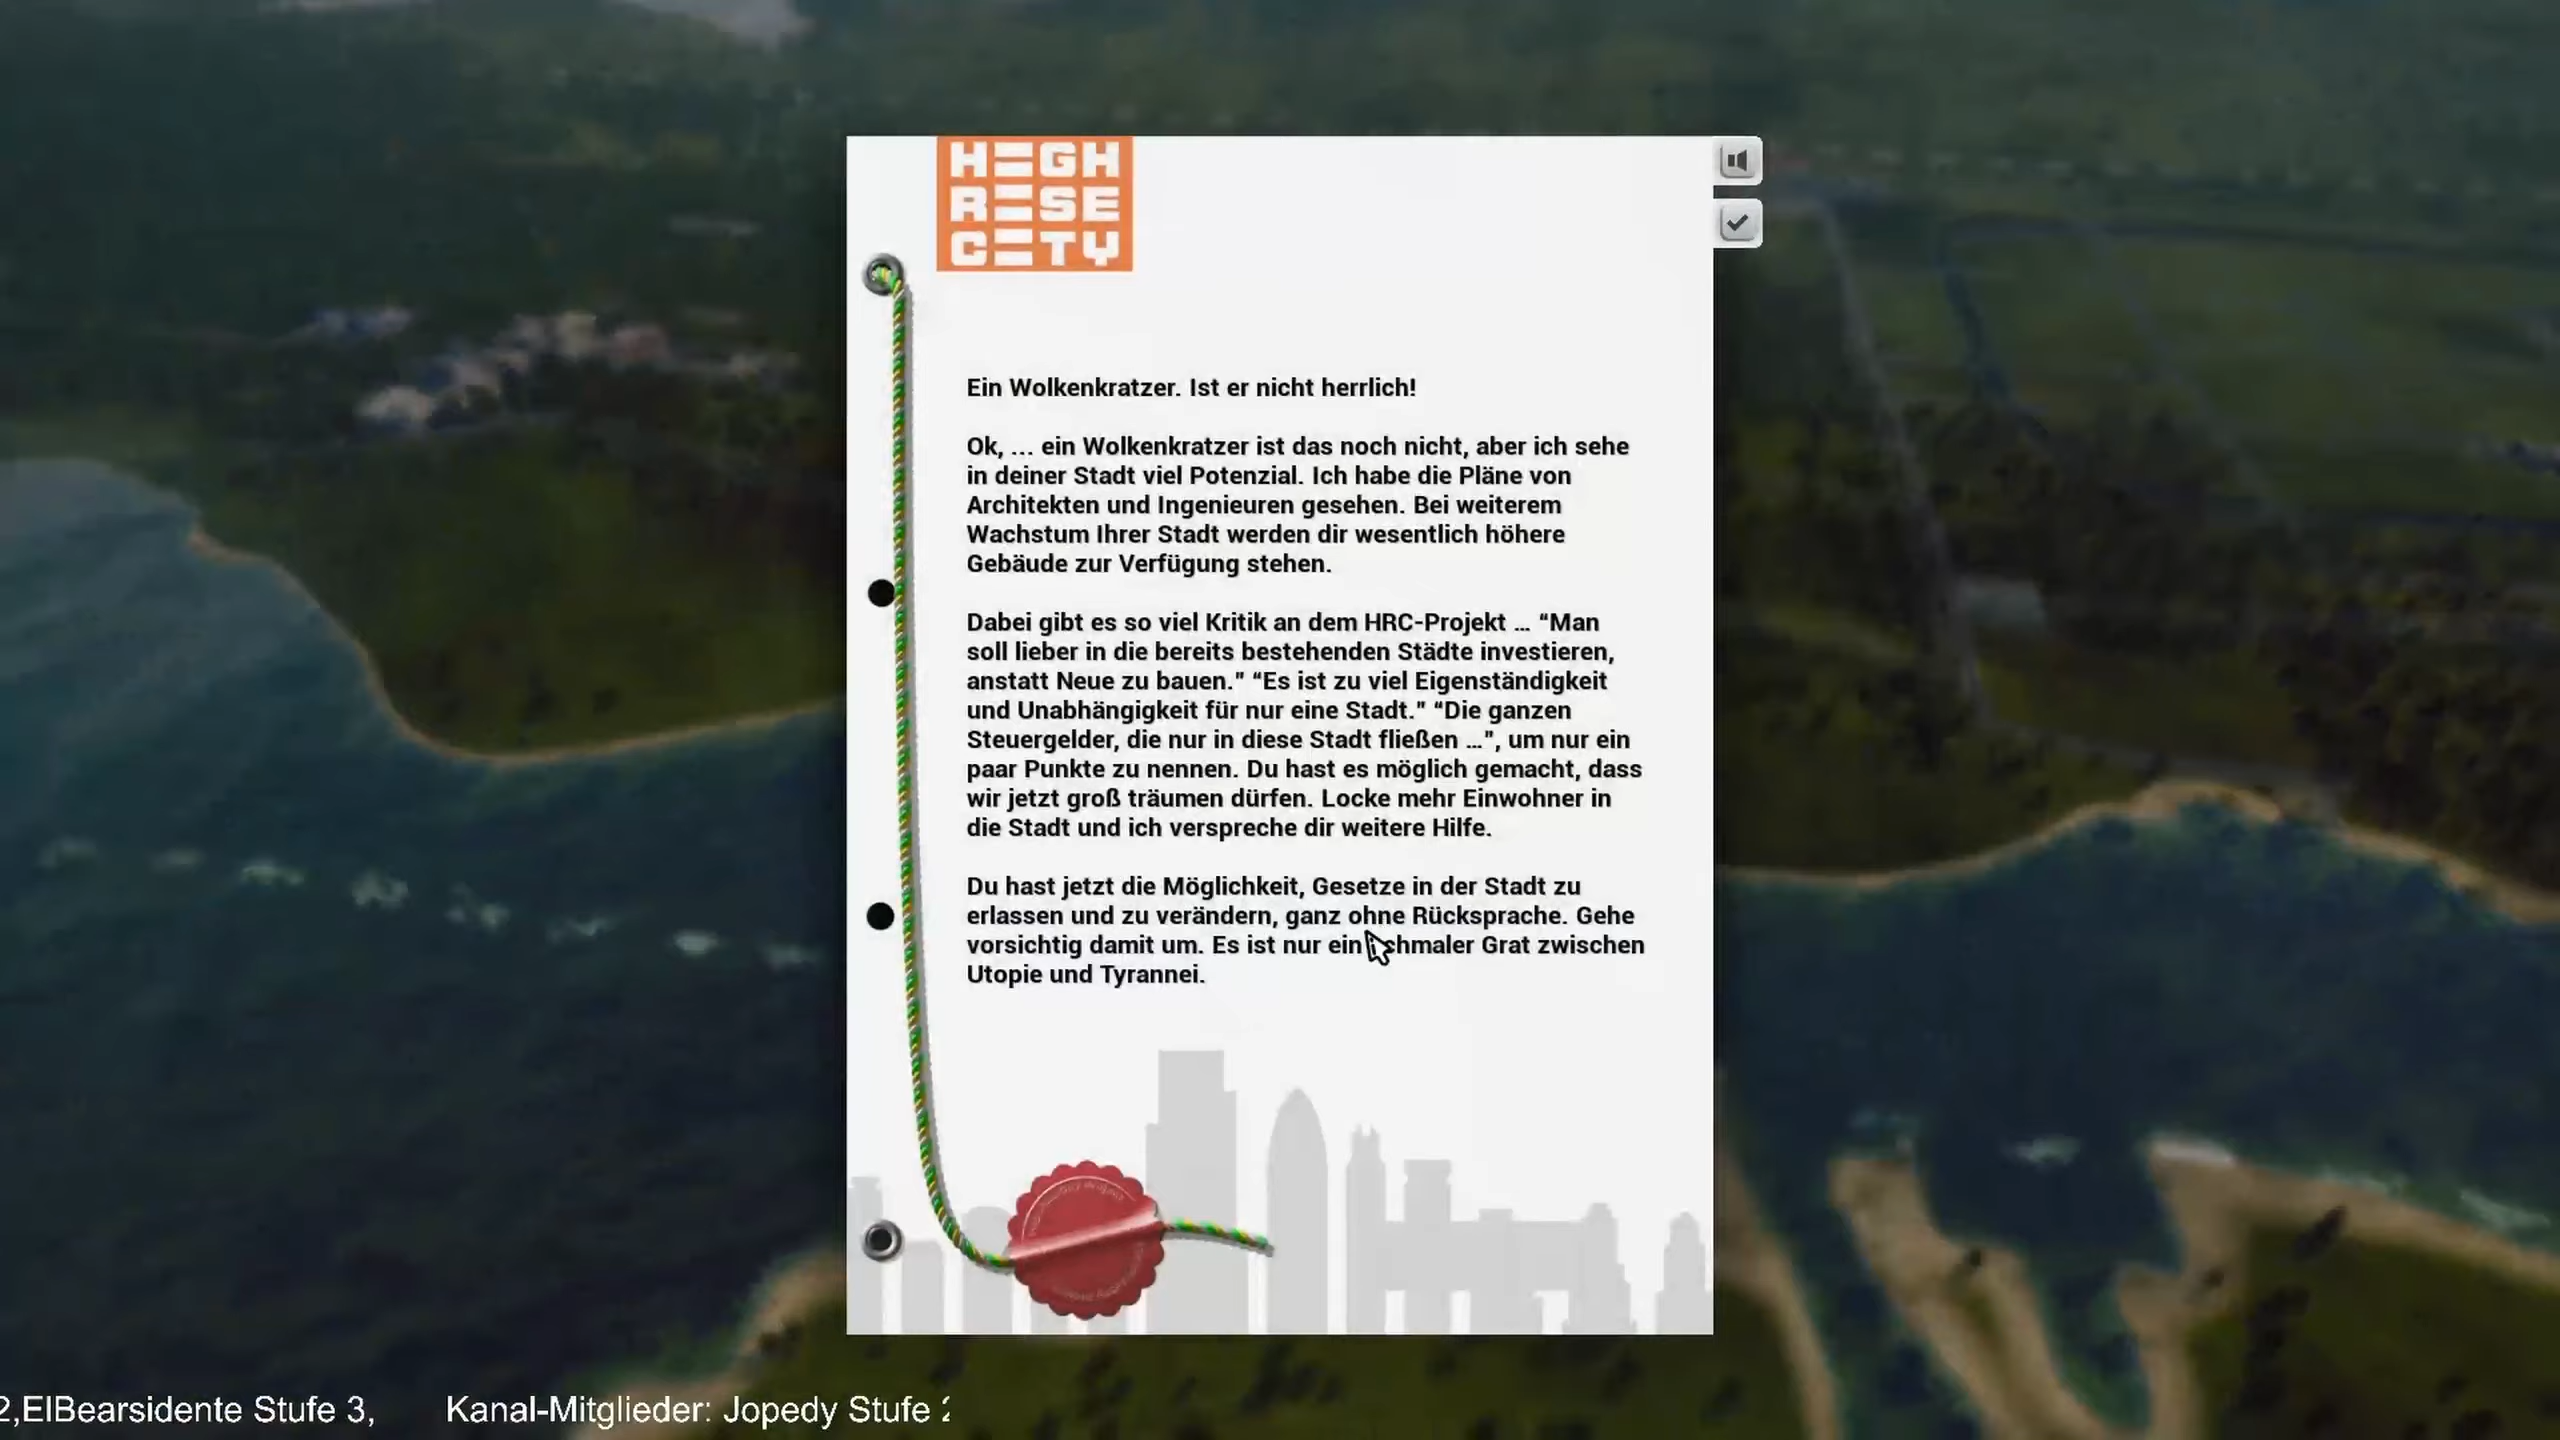 H☰GH
R☰SE
C☰TY
Ein Wolkenkratzer. Ist er nicht herrlich!
Ok, ... ein Wolkenkratzer ist das noch nicht, aber ich sehe
in deiner Stadt viel Potenzial. Ich habe die Pläne von
Architekten und Ingenieuren gesehen. Bei weiterem
Wachstum Ihrer Stadt werden dir wesentlich höhere
Gebäude zur Verfügung stehen.
Dabei gibt es so viel Kritik an dem HRC-Projekt ... “Man
soll lieber in die bereits bestehenden Städte investieren,
anstatt Neue zu bauen.” “Es ist zu viel Eigenständigkeit
und Unabhängigkeit für nur eine Stadt.” “Die ganzen
Steuergelder, die nur in diese Stadt fließen ...”, um nur ein
paar Punkte zu nennen. Du hast es möglich gemacht, dass
wir jetzt groß träumen dürfen. Locke mehr Einwohner in
die Stadt und ich verspreche dir weitere Hilfe.
Du hast jetzt die Möglichkeit, Gesetze in der Stadt zu
erlassen und zu verändern, ganz ohne Rücksprache. Gehe
vorsichtig damit um. Es ist nur ein schmaler Grat zwischen
Utopie und Tyrannei.
2,ElBearsidente Stufe 3, Kanal-Mitglieder: Jopedy Stufe 2